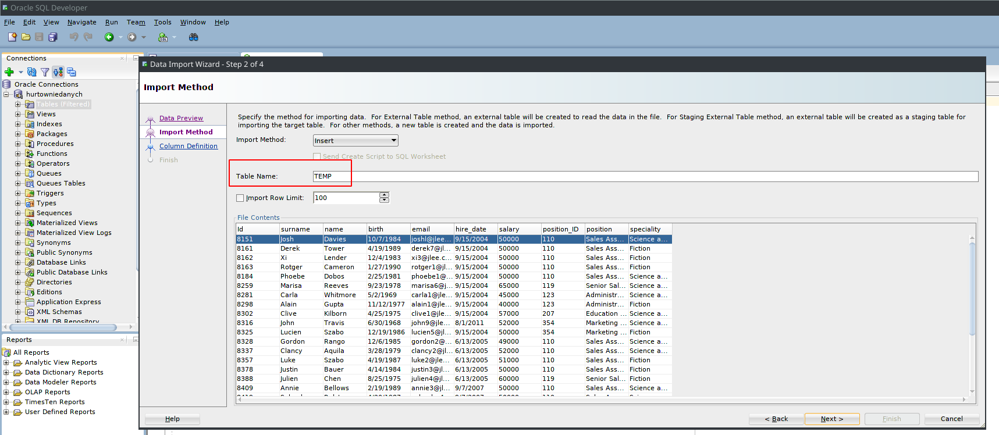 Oracle SQL Developer
File Edit View Navigate Run Team Tools Window Help
Connections
Oracle Connections
hurtowniedanych
Tables (Filtered)
Views
Indexes
Packages
Procedures
Functions
Operators
Queues
Queues Tables
Triggers
Types
Sequences
Materialized Views
Materialized View Logs
Synonyms
Public Synonyms
Database Links
Public Database Links
Directories
Editions
Application Express
XML Schemas
XML DB Repository
Reports
All Reports
Analytic View Reports
Data Dictionary Reports
Data Modeler Reports
OLAP Reports
TimesTen Reports
User Defined Reports
Data Import Wizard - Step 2 of 4
Import Method
Data Preview
Import Method
Column Definition
Finish
Specify the method for importing data. For External Table method, an external table will be created to read the data in the file. For Staging External Table method, an external table will be created as a staging table for
importing the target table. For other methods, a new table is created and the data is imported.
Import Method: Insert
Send Create Script to SQL Worksheet
Table Name: TEMP
Import Row Limit: 100
File Contents
Id surname name birth email hire_date salary position_ID position speciality
8151 Josh Davies 10/7/1984 joshl@jlee... 9/15/2004 50000 110 Sales Ass... Science a...
8161 Derek Tower 4/19/1989 derek7@jl... 9/15/2004 50000 110 Sales Ass... Fiction
8162 Xi Lender 12/4/1983 xi3@jlee.c... 9/15/2004 50000 110 Sales Ass... Fiction
8163 Rotger Cameron 1/27/1990 rotger1@jl... 9/15/2004 50000 110 Sales Ass... Fiction
8184 Phoebe Dobos 2/25/1981 phoebe1@... 9/15/2004 50000 110 Sales Ass... Science a...
8259 Marisa Reeves 9/23/1978 marisa6@j... 9/15/2004 65000 119 Senior Sal... Science a...
8281 Carla Whitmore 5/2/1969 carla1@jle... 9/15/2004 45000 123 Administr... Science a...
8298 Alain Gupta 11/12/1977 alain1@jle... 9/15/2004 40000 123 Administr... Fiction
8302 Clive Kilborn 4/25/1975 clive1@jle... 9/15/2004 57000 207 Education ... Science a...
8316 John Travis 6/30/1968 john9@jle... 8/1/2011 52000 354 Marketing ... Science a...
8325 Lucien Szabo 12/19/1986 lucien5@jl... 9/15/2004 50000 354 Marketing ... Fiction
8328 Gordon Rango 12/6/1985 gordon2@... 6/13/2005 49000 110 Sales Ass... Science a...
8337 Clancy Aquila 3/28/1979 clancy2@jl... 6/13/2005 52000 110 Sales Ass... Science a...
8357 Luke Szabo 4/19/1987 luke2@jlee... 6/13/2005 51000 110 Sales Ass... Fiction
8378 Justin Bauer 4/14/1984 justin3@jl... 6/13/2005 50000 110 Sales Ass... Fiction
8388 Julien Chen 8/25/1975 julien4@jl... 6/13/2005 60000 119 Senior Sal... Fiction
8409 Annie Bellows 2/19/1989 annie3@jl... 9/7/2007 50000 110 Sales Ass... Science a...
Help < Back Next > Finish Cancel